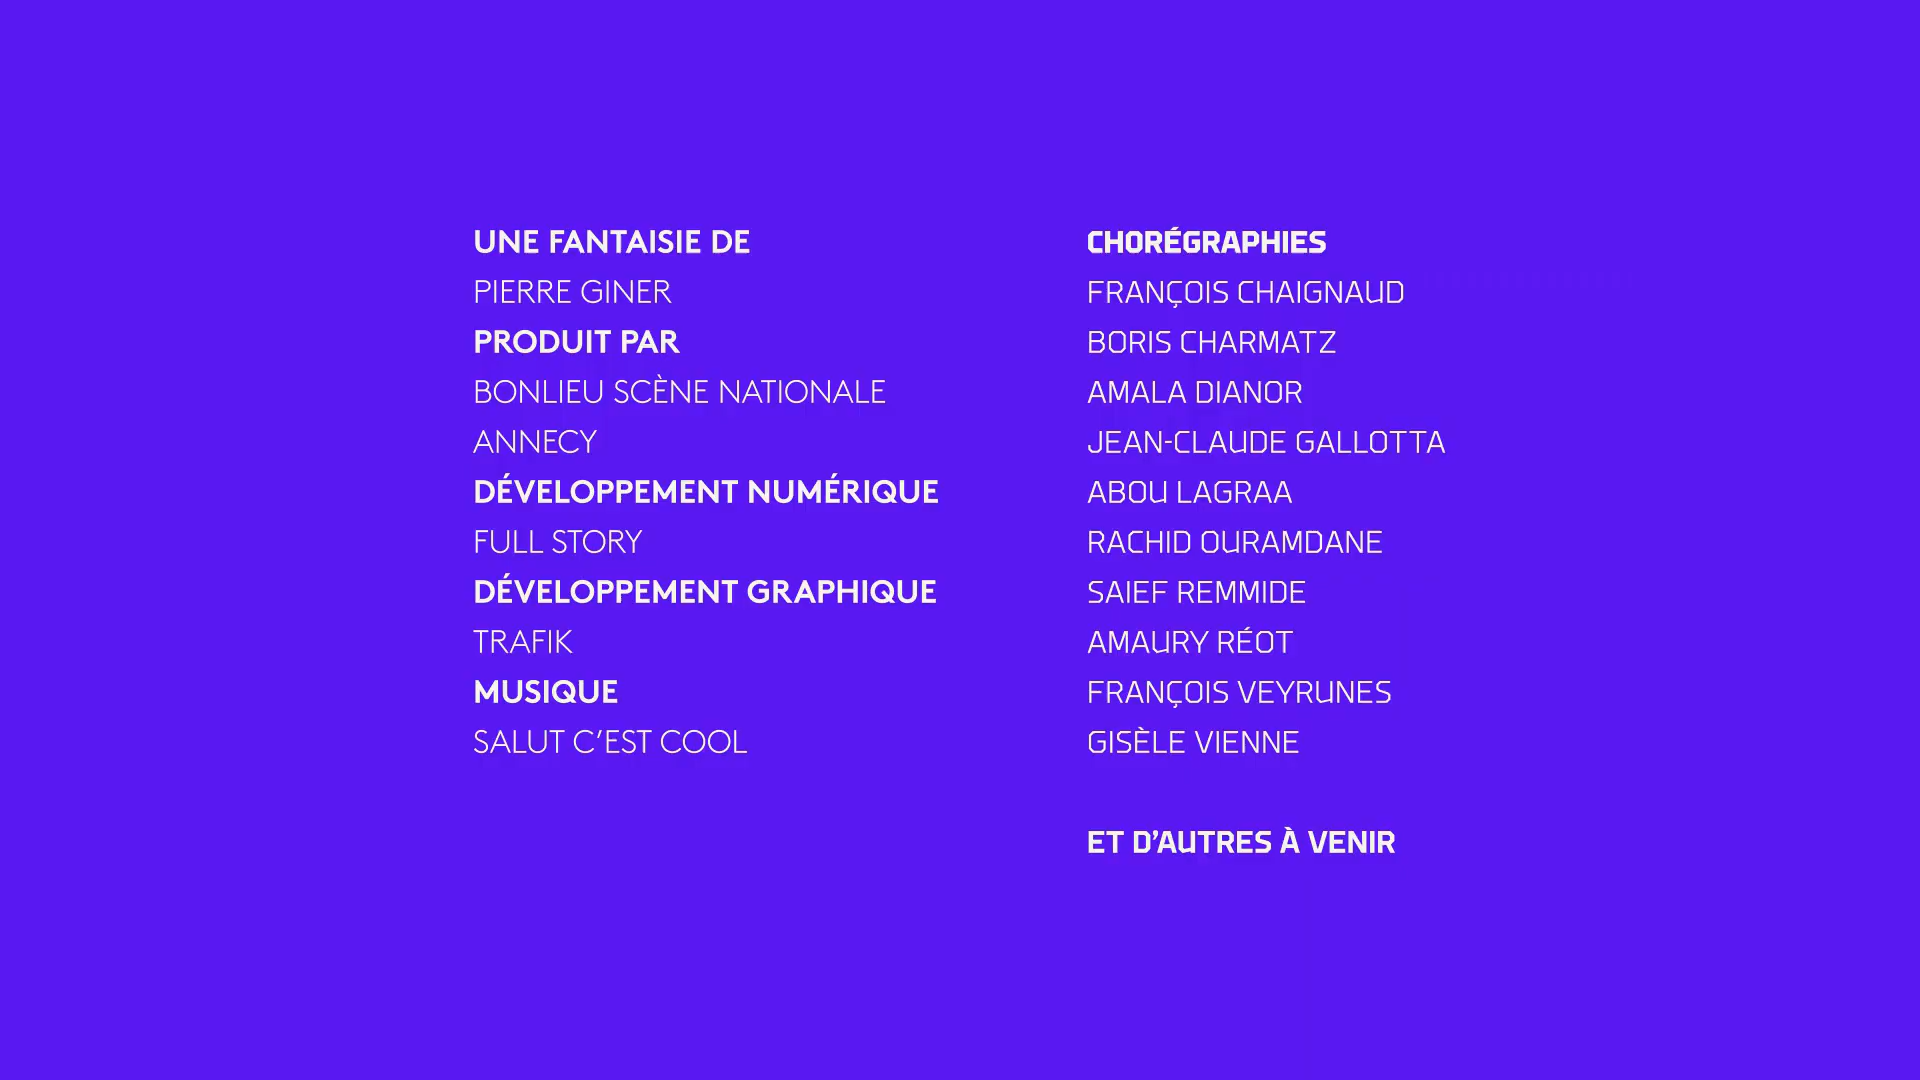 UNE FANTAISIE DE
PIERRE GINER
PRODUIT PAR
BONLIEU SCÈNE NATIONALE
ANNECY
DÉVELOPPEMENT NUMÉRIQUE
FULL STORY
DÉVELOPPEMENT GRAPHIQUE
TRAFIK
MUSIQUE
SALUT C’EST COOL
CHORÉGRAPHIES
FRANÇOIS CHAIGNAUD
BORIS CHARMATZ
AMALA DIANOR
JEAN-CLAUDE GALLOTTA
ABOU LAGRAA
RACHID OURAMDANE
SAIEF REMMIDE
AMAURY RÉOT
FRANÇOIS VEYRUNES
GISÈLE VIENNE
ET D’AUTRES À VENIR